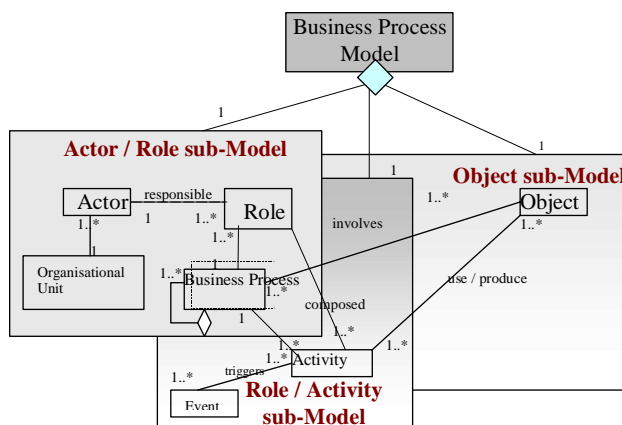 Business Process
Model
1
1
1
Actor / Role sub-Model
Object sub-Model
Actor
responsible
1
1..*
Role
1..*
Object
1..*
1..*
1..*
involves
1
Organisational
Unit
1..*
1
Business Process
1..*
use / produce
composed
1
1..*
1..*
1..*
1..*
Activity
triggers
1..*
Role / Activity
sub-Model
Event